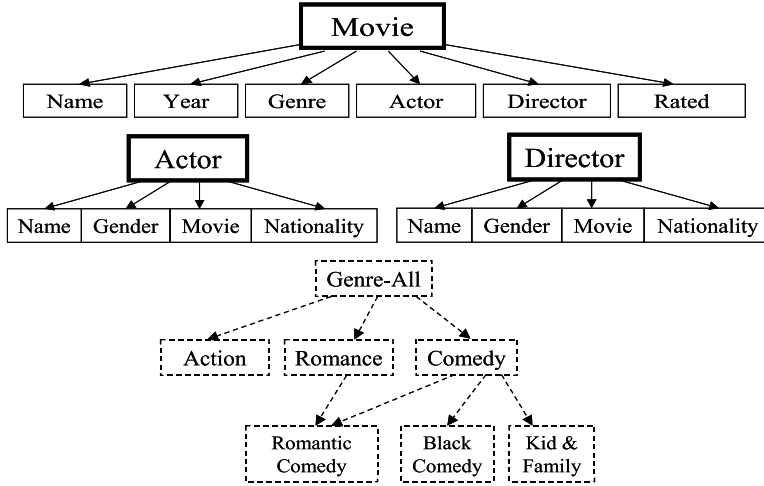 Movie
Name Year Genre Actor Director Rated
Actor Director
Name Gender Movie Nationality Name Gender Movie Nationality
Genre-All
Action Romance Comedy
Romantic Comedy Black Comedy Kid & Family